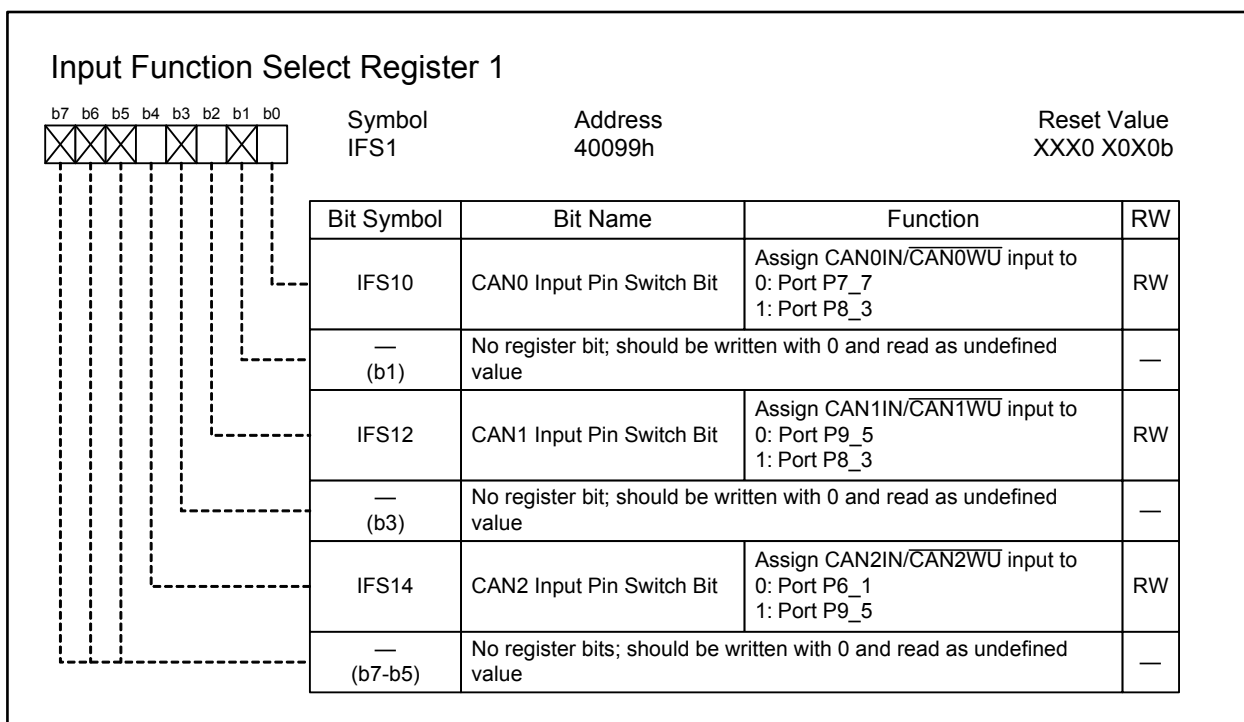 Input Function Select Register 1
b7 b6 b5 b4 b3 b2 b1 b0
Symbol Address Reset Value
IFS1 40099h XXX0 X0X0b
Bit Symbol Bit Name Function RW
IFS10 CAN0 Input Pin Switch Bit Assign CAN0IN/CAN0WU input to
0: Port P7_7
1: Port P8_3 RW
—
(b1) No register bit; should be written with 0 and read as undefined
value —
IFS12 CAN1 Input Pin Switch Bit Assign CAN1IN/CAN1WU input to
0: Port P9_5
1: Port P8_3 RW
—
(b3) No register bit; should be written with 0 and read as undefined
value —
IFS14 CAN2 Input Pin Switch Bit Assign CAN2IN/CAN2WU input to
0: Port P6_1
1: Port P9_5 RW
—
(b7-b5) No register bits; should be written with 0 and read as undefined
value —